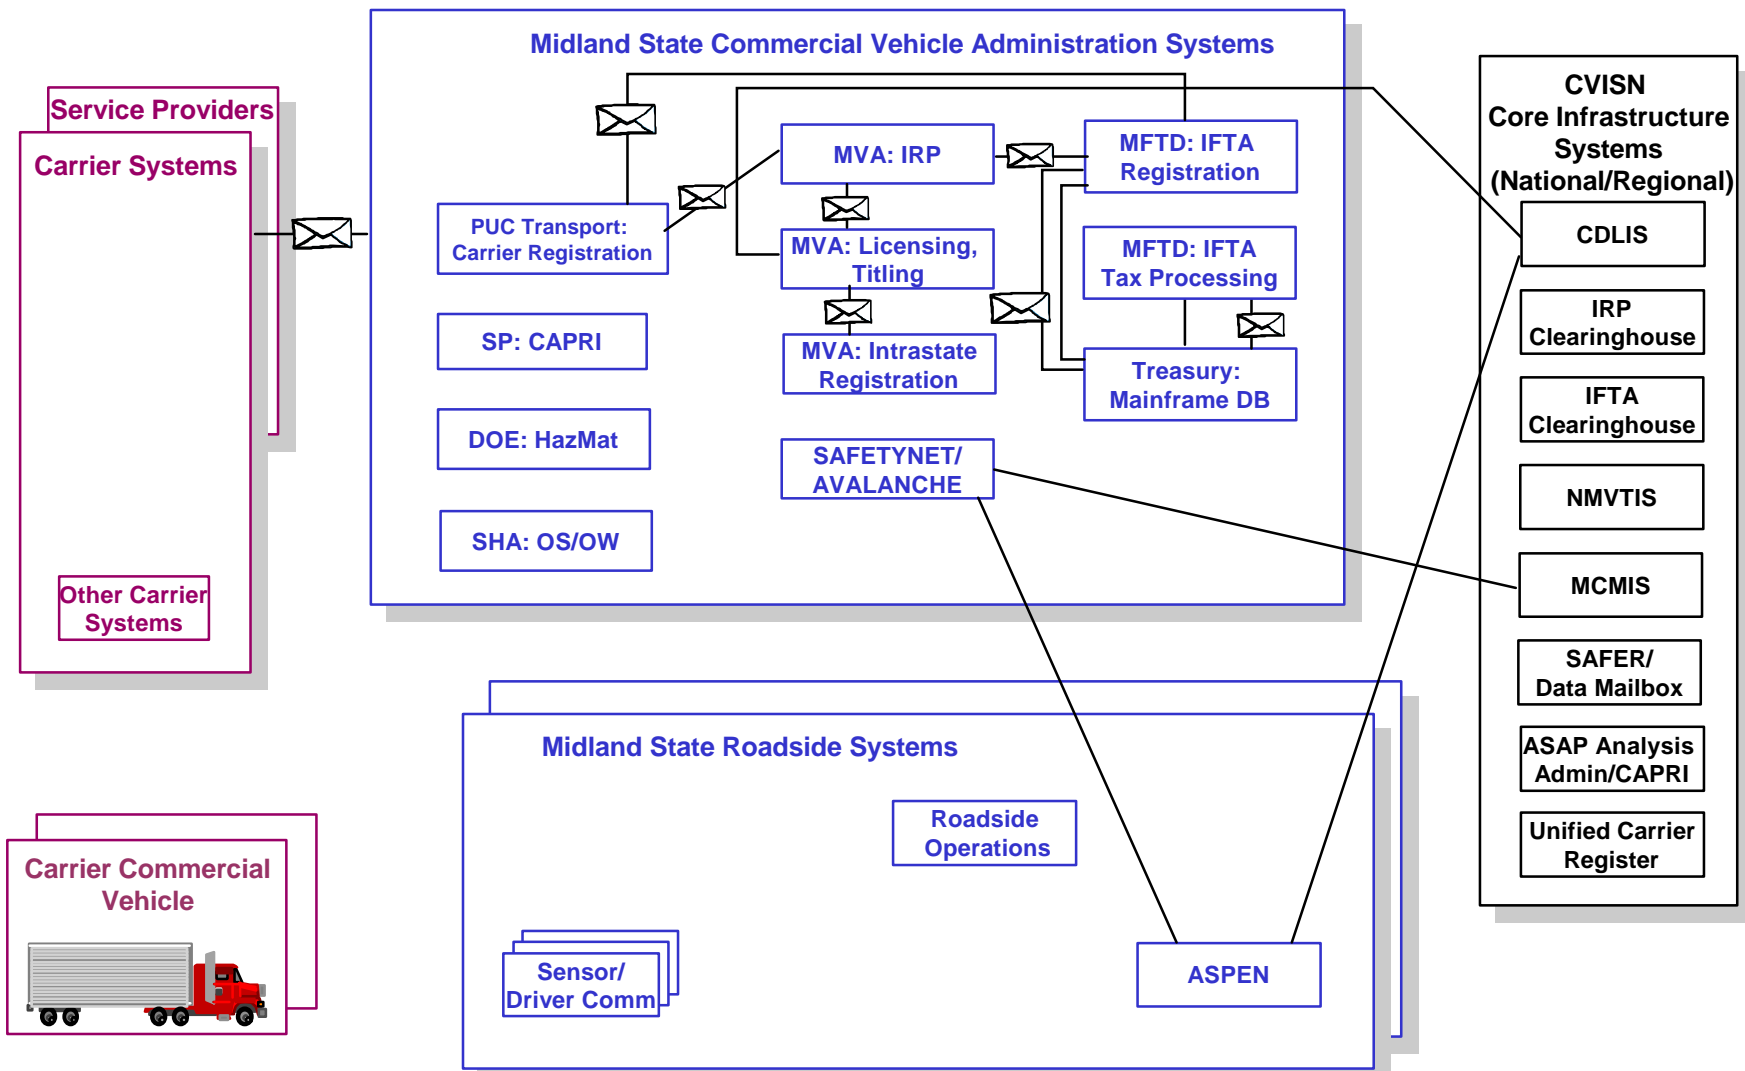 Midland State Commercial Vehicle Administration Systems
Service Providers
Carrier Systems
Other Carrier
Systems
PUC Transport:
Carrier Registration
SP: CAPRI
DOE: HazMat
SHA: OS/OW
MVA: IRP
MVA: Licensing,
Titling
MVA: Intrastate
Registration
SAFETYNET/
AVALANCHE
MFTD: IFTA
Registration
MFTD: IFTA
Tax Processing
Treasury:
Mainframe DB
CVISN
Core Infrastructure
Systems
(National/Regional)
CDLIS
IRP
Clearinghouse
IFTA
Clearinghouse
NMVTIS
MCMIS
SAFER/
Data Mailbox
ASAP Analysis
Admin/CAPRI
Unified Carrier
Register
Midland State Roadside Systems
Roadside
Operations
Sensor/
Driver Comm
ASPEN
Carrier Commercial
Vehicle